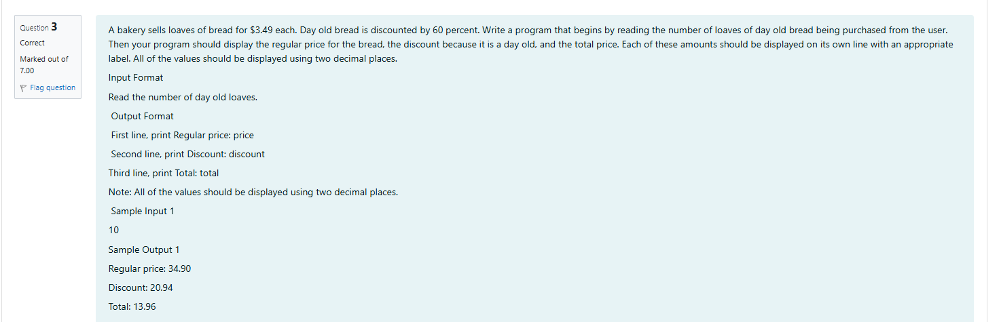 Question 3
Correct
Marked out of
7.00
Flag question
A bakery sells loaves of bread for $3.49 each. Day old bread is discounted by 60 percent. Write a program that begins by reading the number of loaves of day old bread being purchased from the user.
Then your program should display the regular price for the bread, the discount because it is a day old, and the total price. Each of these amounts should be displayed on its own line with an appropriate
label. All of the values should be displayed using two decimal places.
Input Format
Read the number of day old loaves.
Output Format
First line, print Regular price: price
Second line, print Discount: discount
Third line, print Total: total
Note: All of the values should be displayed using two decimal places.
Sample Input 1
10
Sample Output 1
Regular price: 34.90
Discount: 20.94
Total: 13.96